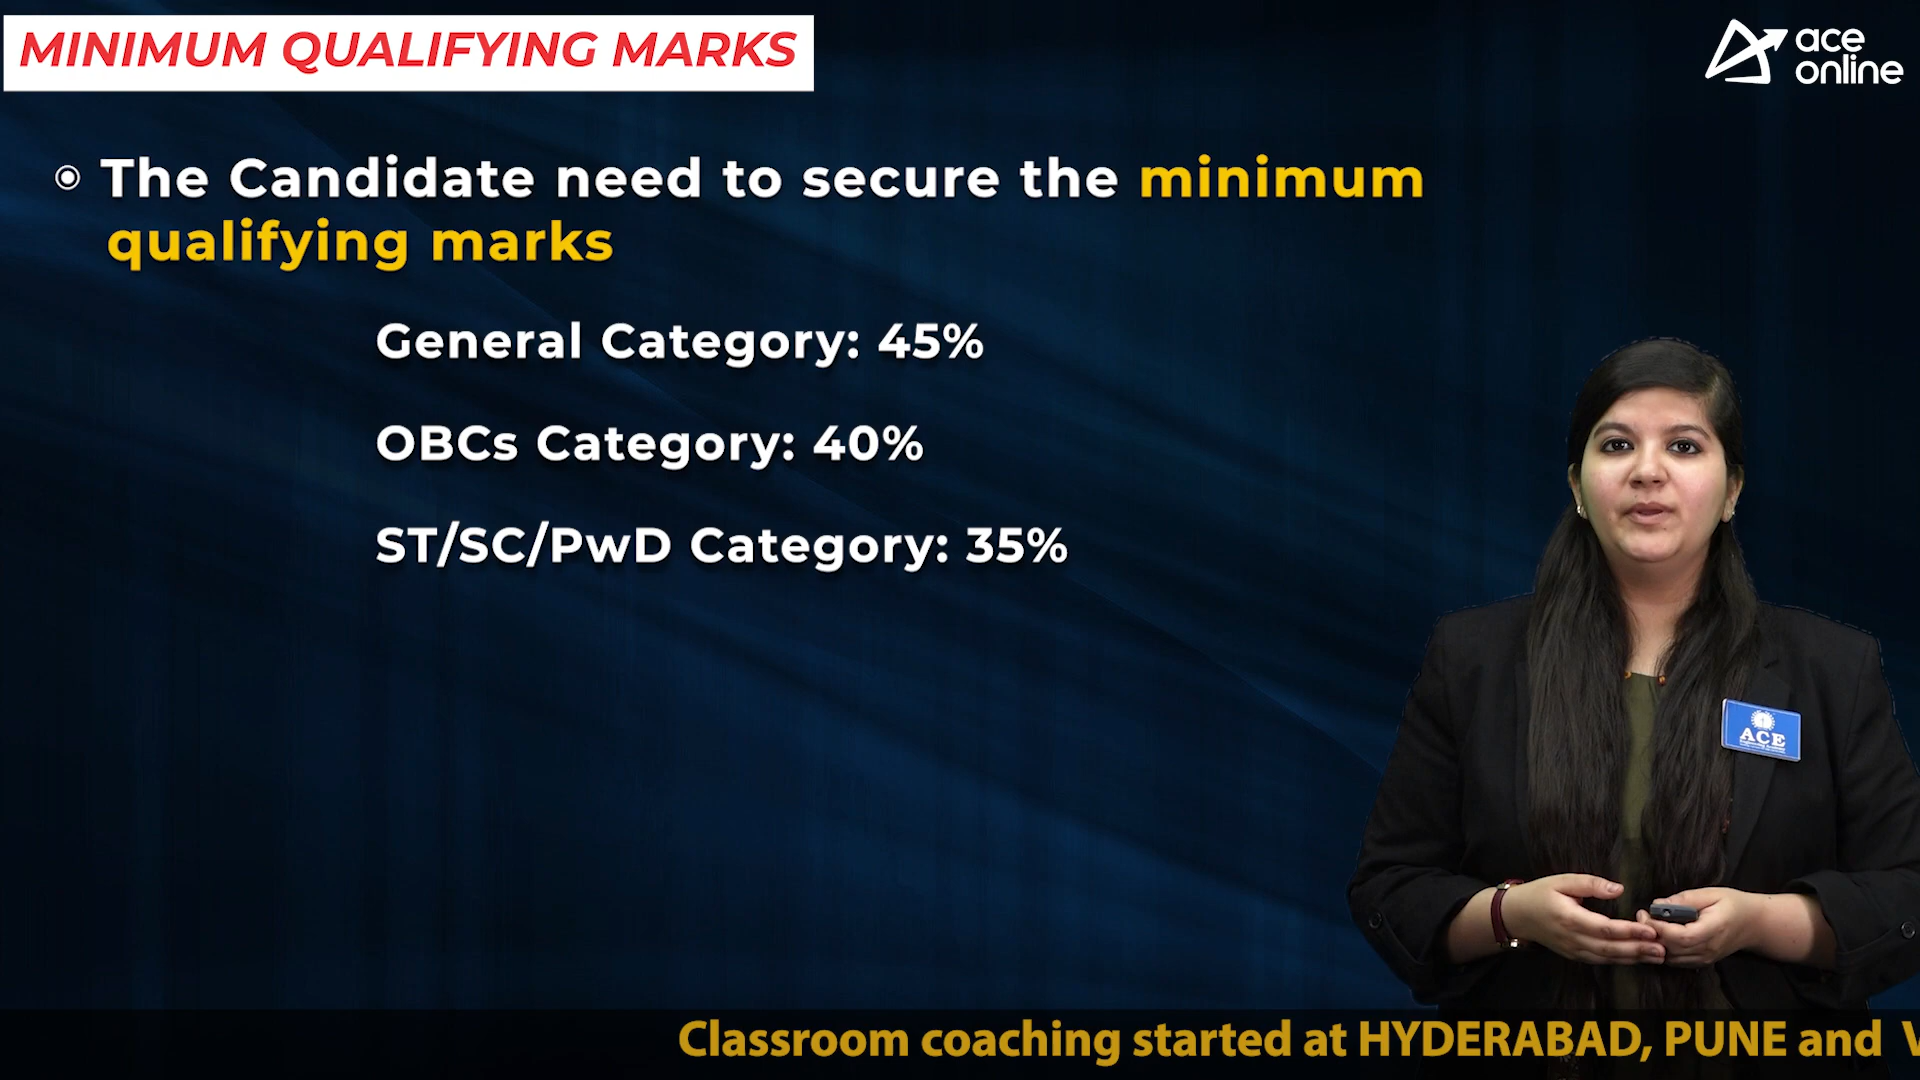 MINIMUM QUALIFYING MARKS
ace
online
The Candidate need to secure the minimum
qualifying marks
General Category: 45%
OBCs Category: 40%
ST/SC/PwD Category: 35%
ACE
Classroom coaching started at HYDERABAD, PUNE and